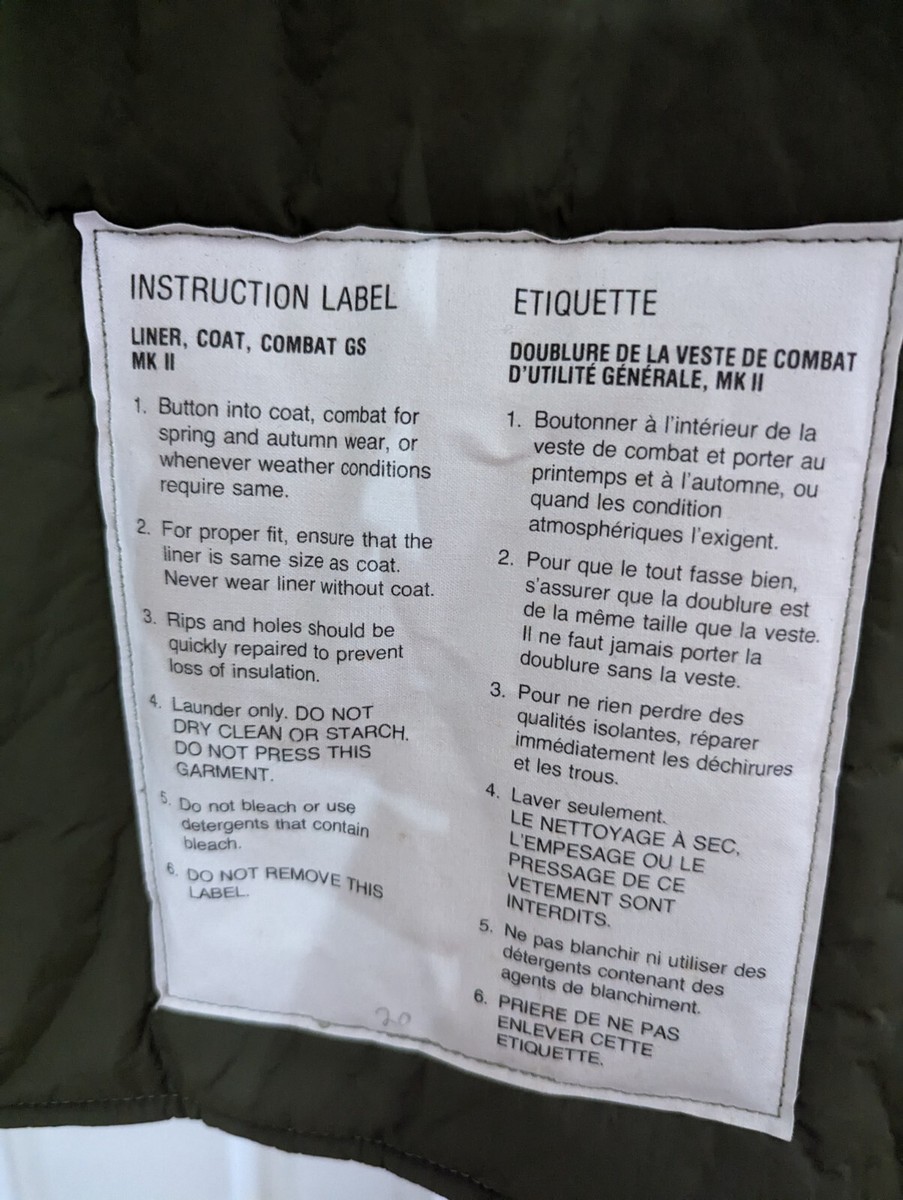 INSTRUCTION LABEL
LINER, COAT, COMBAT GS
MK II
1. Button into coat, combat for
spring and autumn wear, or
whenever weather conditions
require same.
2. For proper fit, ensure that the
liner is same size as coat.
Never wear liner without coat.
3. Rips and holes should be
quickly repaired to prevent
loss of insulation.
4. Launder only. DO NOT
DRY CLEAN OR STARCH.
DO NOT PRESS THIS
GARMENT.
5. Do not bleach or use
detergents that contain
bleach.
6. DO NOT REMOVE THIS
LABEL.
ETIQUETTE
DOUBLURE DE LA VESTE DE COMBAT
D'UTILITÉ GÉNÉRALE, MK II
1. Boutonner à l'intérieur de la
veste de combat et porter au
printemps et à l'automne, ou
quand les condition
atmosphériques l'exigent.
2. Pour que le tout fasse bien,
s'assurer que la doublure est
de la même taille que la veste.
Il ne faut jamais porter la
doublure sans la veste.
3. Pour ne rien perdre des
qualités isolantes, réparer
immédiatement les déchirures
et les trous.
4. Laver seulement.
LE NETTOYAGE À SEC,
L'EMPESAGE OU LE
PRESSAGE DE CE
VETEMENT SONT
INTERDITS.
5. Ne pas blanchir ni utiliser des
détergents contenant des
agents de blanchiment.
6. PRIERE DE NE PAS
ENLEVER CETTE
ETIQUETTE.